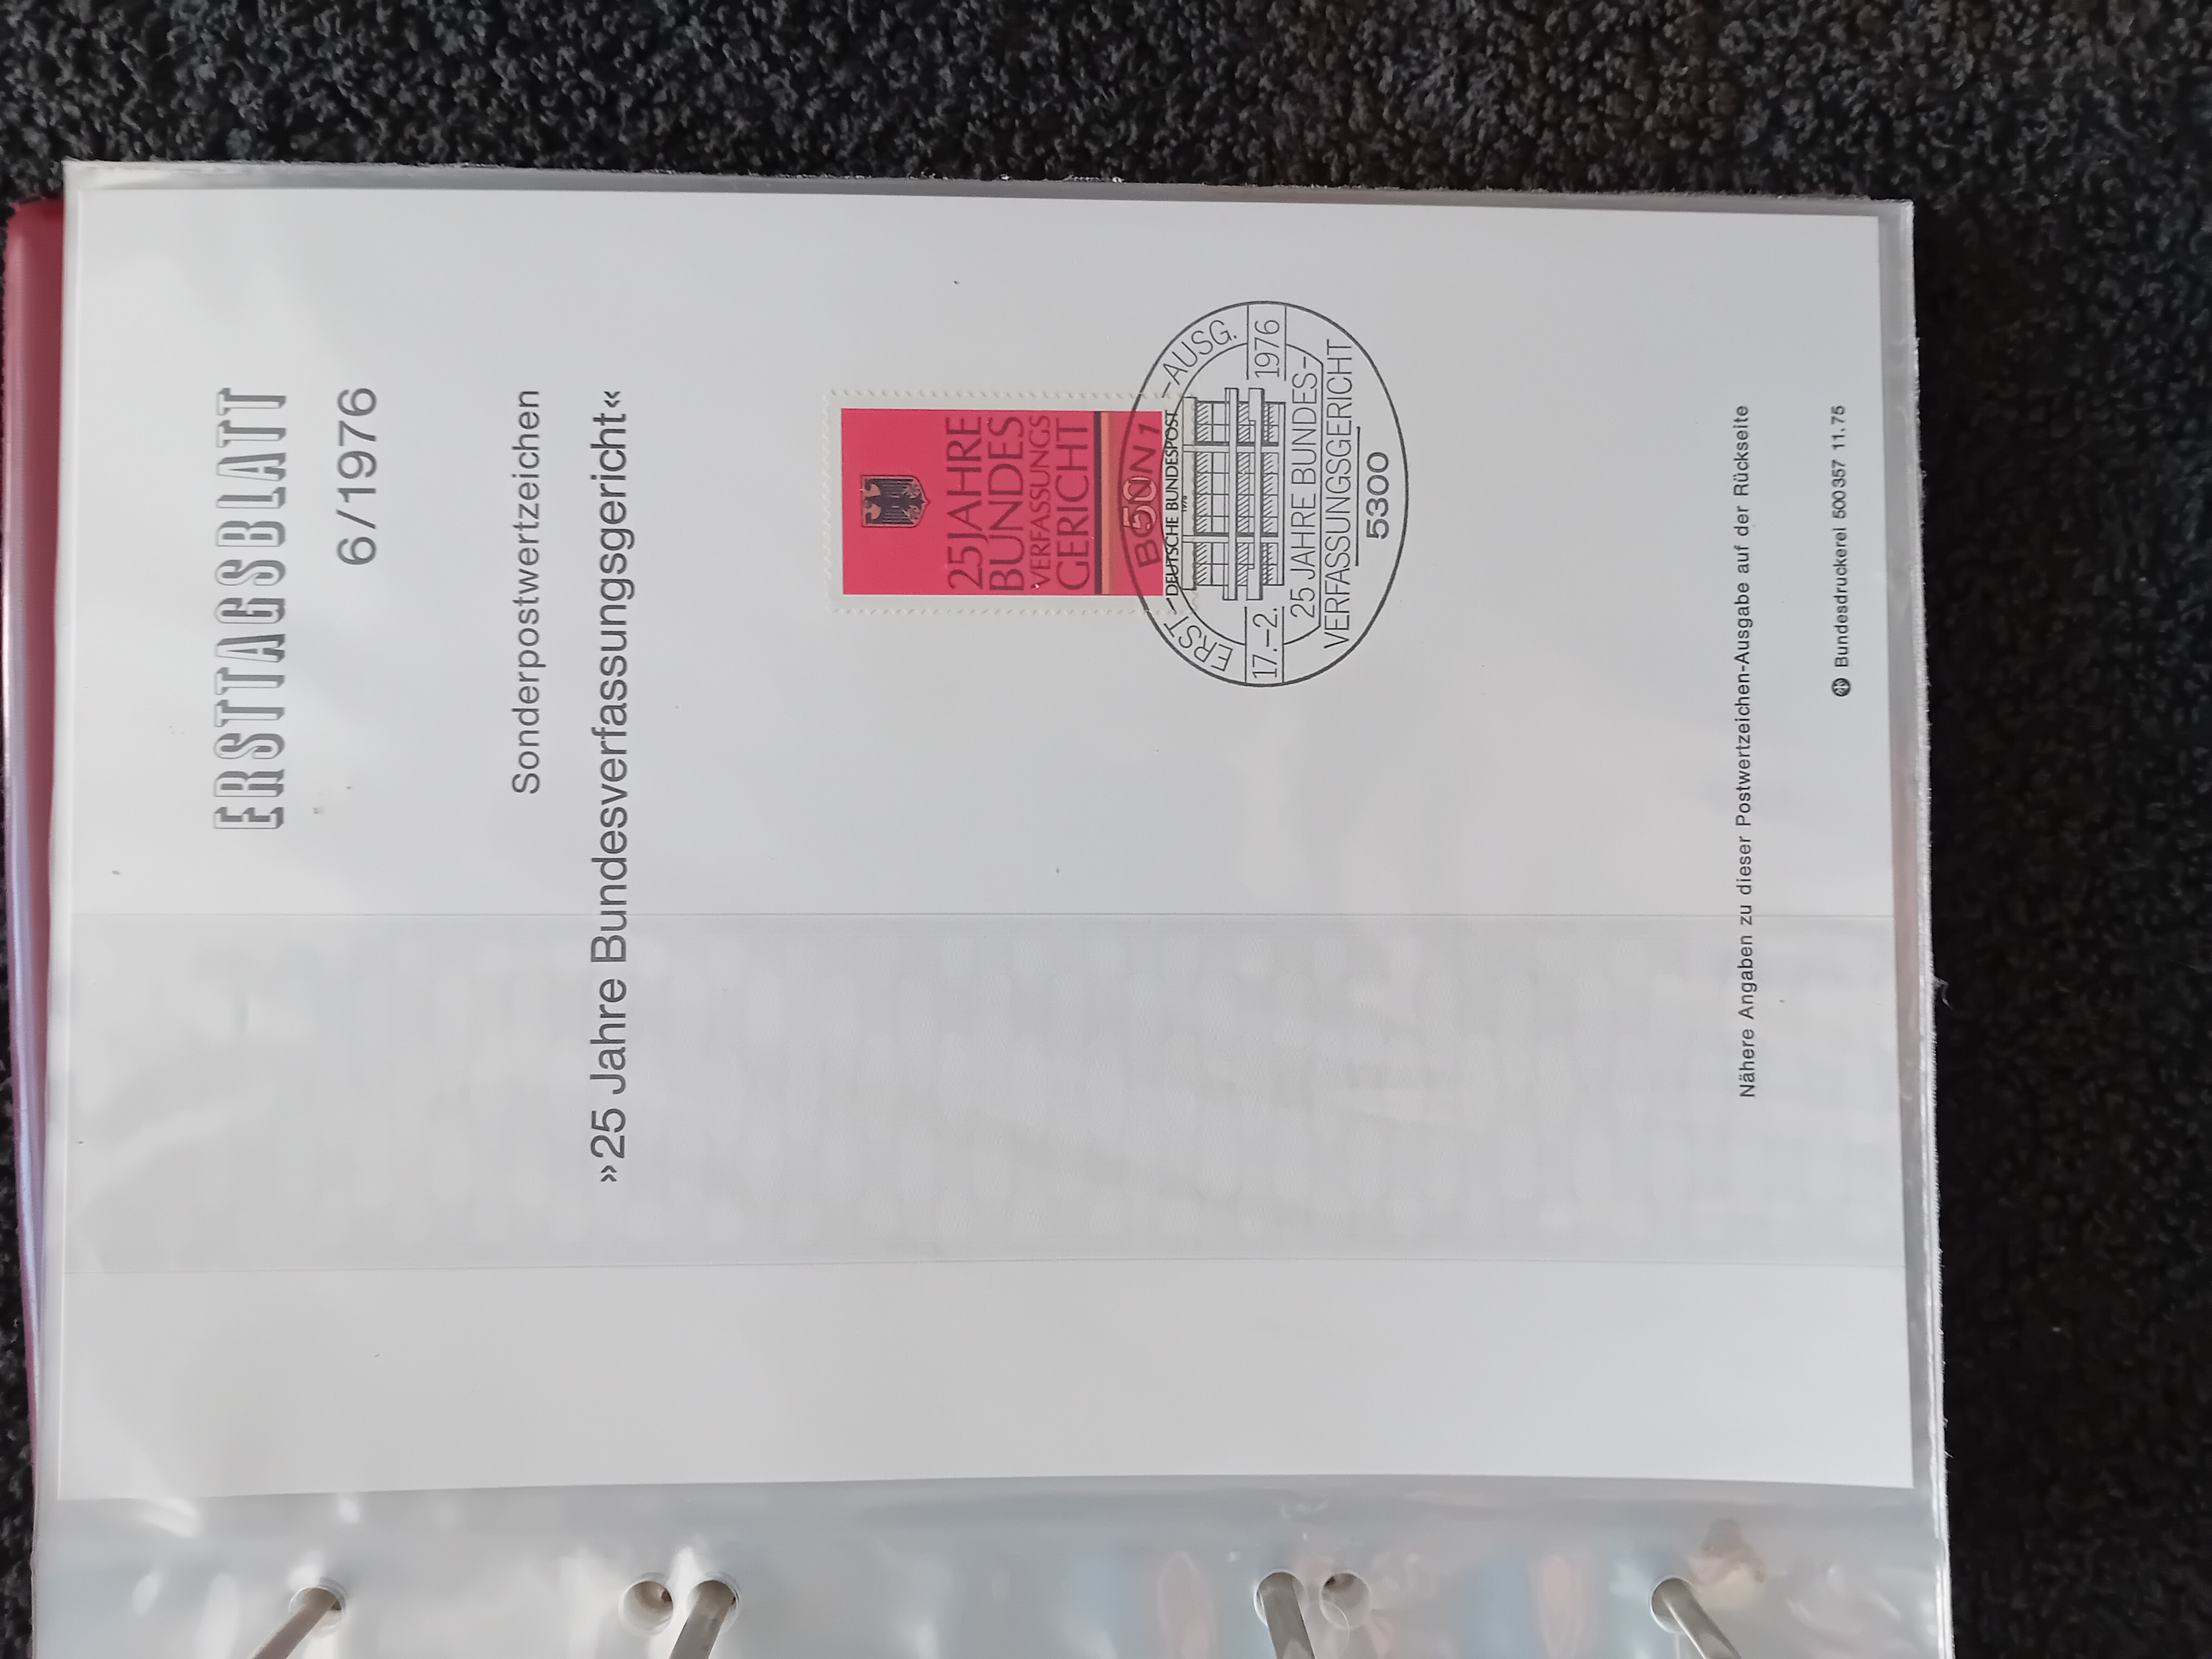 ERSTTAGSBLATT
6/1976
Sonderpostwertzeichen
»25 Jahre Bundesverfassungsgericht«
25 JAHRE
BUNDES
VERFASSUNGS
GERICHT
50
DEUTSCHE BUNDESPOST
1976
BONN 1
ERST–AUSG.
17.–2. 1976
25 JAHRE BUNDES–
VERFASSUNGSGERICHT
5300
Nähere Angaben zu dieser Postwertzeichen-Ausgabe auf der Rückseite
Bundesdruckerei 500357 11.75